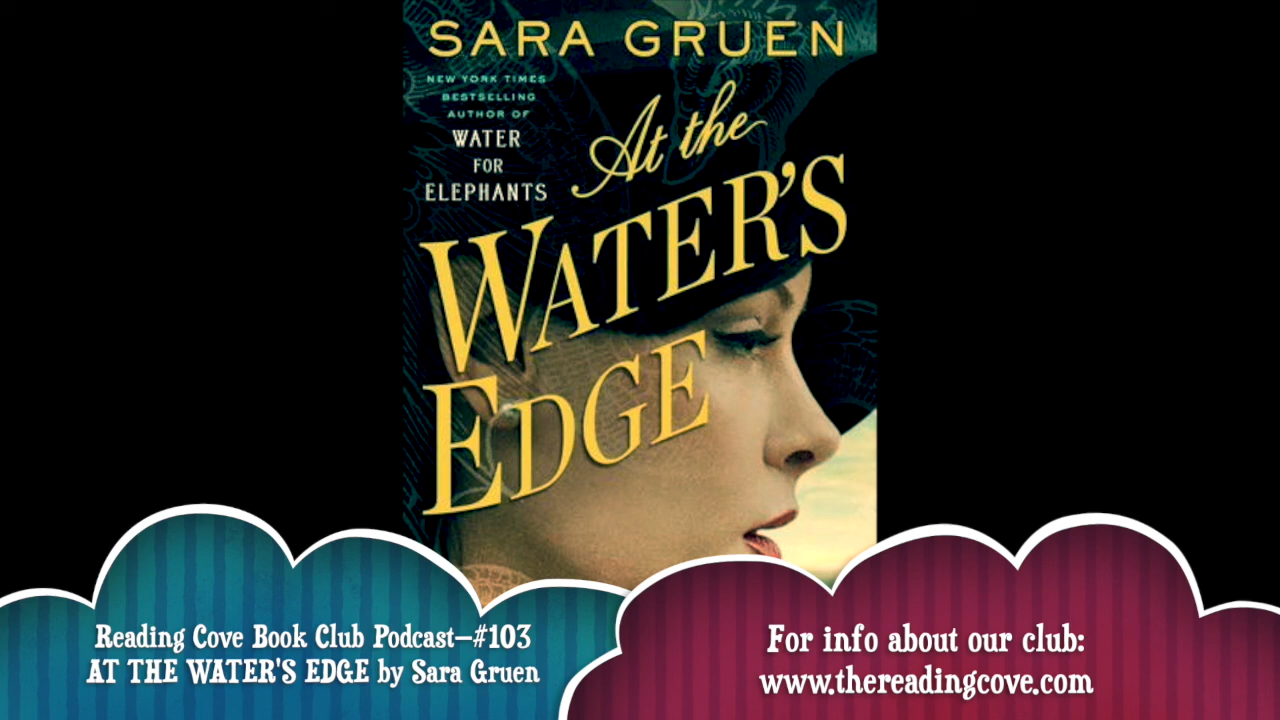 SARA GRUEN
NEW YORK TIMES
BESTSELLING
AUTHOR OF
WATER
FOR
ELEPHANTS
At the
WATER'S
EDGE
Reading Cove Book Club Podcast—#103
AT THE WATER'S EDGE by Sara Gruen
For info about our club:
www.thereadingcove.com